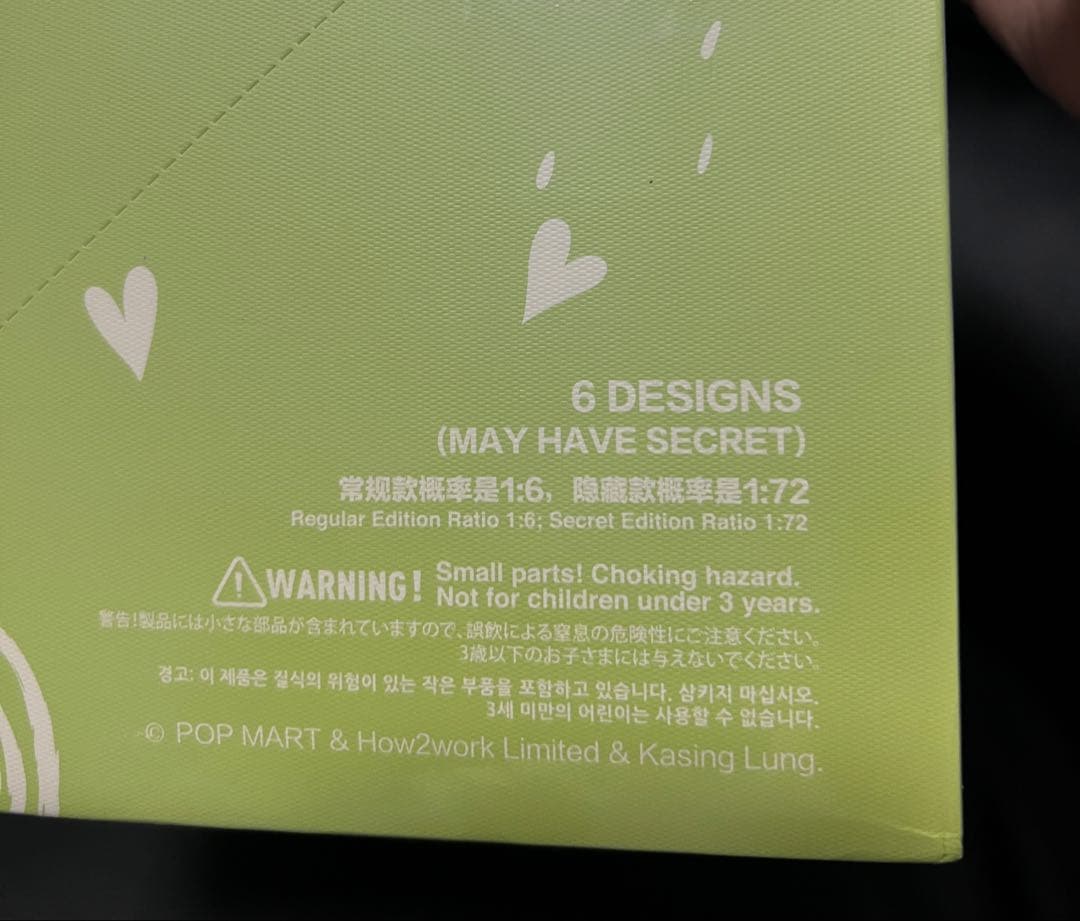 6 DESIGNS
(MAY HAVE SECRET)
常规款概率是1:6, 隐藏款概率是1:72
Regular Edition Ratio 1:6; Secret Edition Ratio 1:72
WARNING! Small parts! Choking hazard.
Not for children under 3 years.
警告!製品には小さな部品が含まれていますので、誤飲による窒息の危険性にご注意ください。
3歳以下のお子さまには与えないでください。
경고: 이 제품은 질식의 위험이 있는 작은 부품을 포함하고 있습니다. 삼키지 마십시오.
3세 미만의 어린이는 사용할 수 없습니다.
© POP MART & How2work Limited & Kasing Lung.